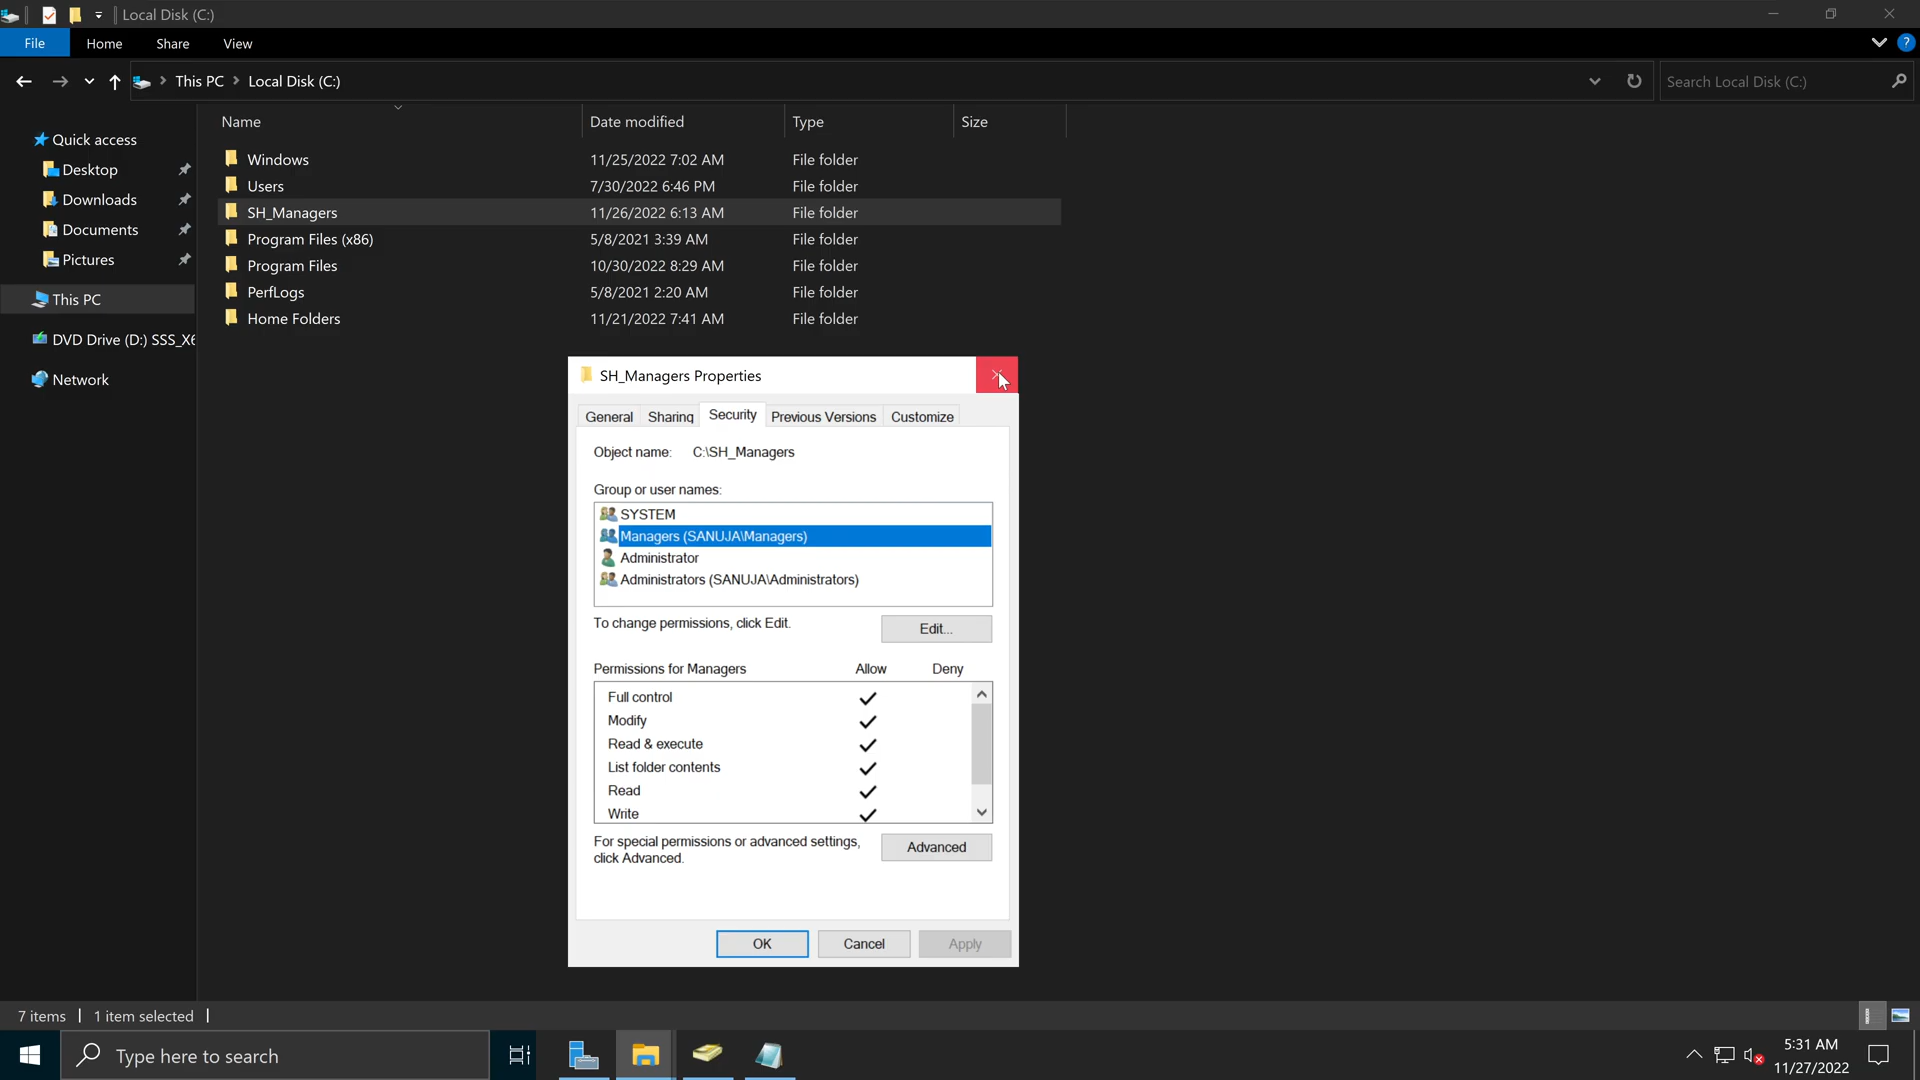 Local Disk (C:)
File Home Share View
This PC Local Disk (C:)
Search Local Disk (C:)
Name Date modified Type Size
Quick access
Desktop
Downloads
Documents
Pictures
This PC
DVD Drive (D:) SSS_X6
Network
Windows 11/25/2022 7:02 AM File folder
Users 7/30/2022 6:46 PM File folder
SH_Managers 11/26/2022 6:13 AM File folder
Program Files (x86) 5/8/2021 3:39 AM File folder
Program Files 10/30/2022 8:29 AM File folder
PerfLogs 5/8/2021 2:20 AM File folder
Home Folders 11/21/2022 7:41 AM File folder
SH_Managers Properties
General Sharing Security Previous Versions Customize
Object name: C:\SH_Managers
Group or user names:
SYSTEM
Managers (SANUJA\Managers)
Administrator
Administrators (SANUJA\Administrators)
To change permissions, click Edit.
Edit...
Permissions for Managers Allow Deny
Full control
Modify
Read & execute
List folder contents
Read
Write
For special permissions or advanced settings,
click Advanced.
Advanced
OK Cancel Apply
7 items 1 item selected
Type here to search
5:31 AM
11/27/2022